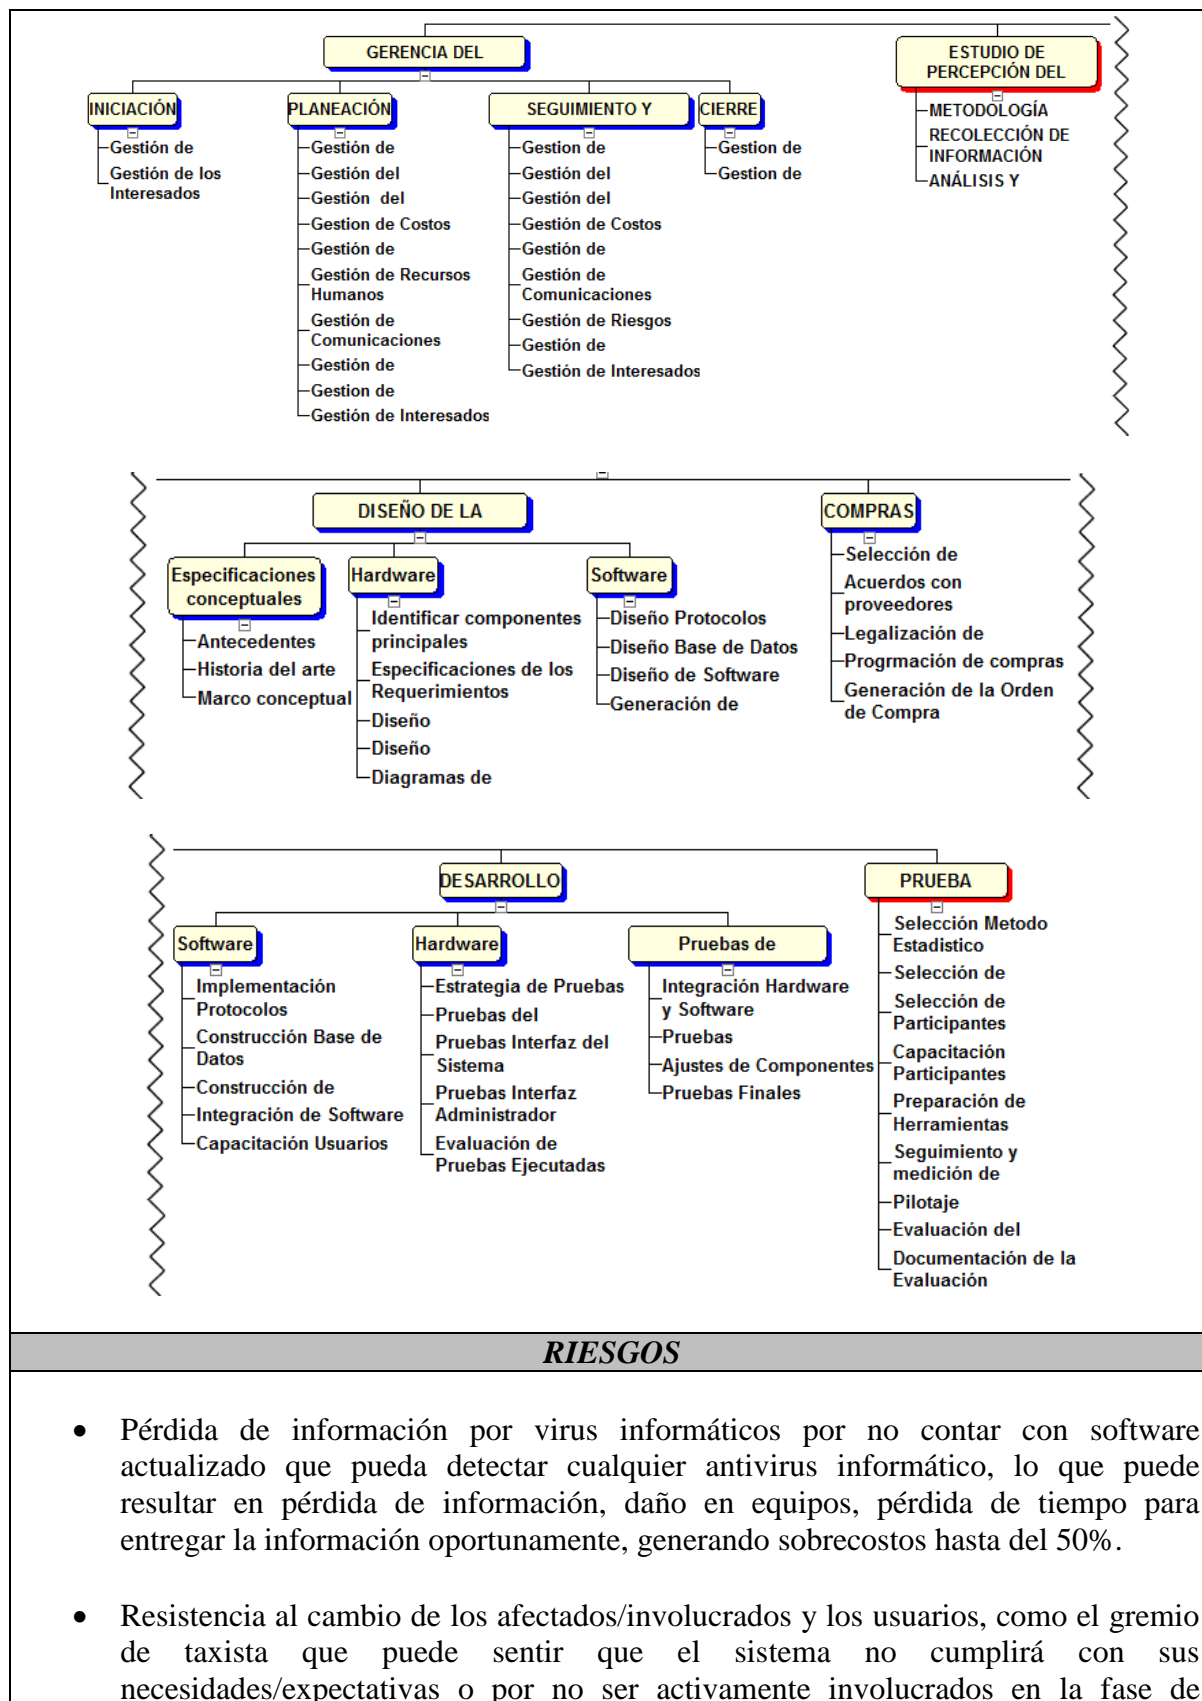 GERENCIA DEL
INICIACIÓN
Gestión de
Gestión de los
Interesados
PLANEACIÓN
Gestión de
Gestión del
Gestión del
Gestion de Costos
Gestión de
Gestión de Recursos
Humanos
Gestión de
Comunicaciones
Gestión de
Gestion de
Gestión de Interesados
SEGUIMIENTO Y
Gestion de
Gestión del
Gestión del
Gestión de Costos
Gestión de
Gestión de
Comunicaciones
Gestión de Riesgos
Gestión de
Gestión de Interesados
CIERRE
Gestion de
Gestion de
ESTUDIO DE
PERCEPCIÓN DEL
METODOLOGÍA
RECOLECCIÓN DE
INFORMACIÓN
ANÁLISIS Y
DISEÑO DE LA
Especificaciones
conceptuales
Antecedentes
Historia del arte
Marco conceptual
Hardware
Identificar componentes
principales
Especificaciones de los
Requerimientos
Diseño
Diseño
Diagramas de
Software
Diseño Protocolos
Diseño Base de Datos
Diseño de Software
Generación de
COMPRAS
Selección de
Acuerdos con
proveedores
Legalización de
Progrmación de compras
Generación de la Orden
de Compra
DESARROLLO
Software
Implementación
Protocolos
Construcción Base de
Datos
Construcción de
Integración de Software
Capacitación Usuarios
Hardware
Estrategia de Pruebas
Pruebas del
Pruebas Interfaz del
Sistema
Pruebas Interfaz
Administrador
Evaluación de
Pruebas Ejecutadas
Pruebas de
Integración Hardware
y Software
Pruebas
Ajustes de Componentes
Pruebas Finales
PRUEBA
Selección Metodo
Estadistico
Selección de
Selección de
Participantes
Capacitación
Participantes
Preparación de
Herramientas
Seguimiento y
medición de
Pilotaje
Evaluación del
Documentación de la
Evaluación
RIESGOS
• Pérdida de información por virus informáticos por no contar con software
actualizado que pueda detectar cualquier antivirus informático, lo que puede
resultar en pérdida de información, daño en equipos, pérdida de tiempo para
entregar la información oportunamente, generando sobrecostos hasta del 50%.
• Resistencia al cambio de los afectados/involucrados y los usuarios, como el gremio
de taxista que puede sentir que el sistema no cumplirá con sus
necesidades/expectativas o por no ser activamente involucrados en la fase de